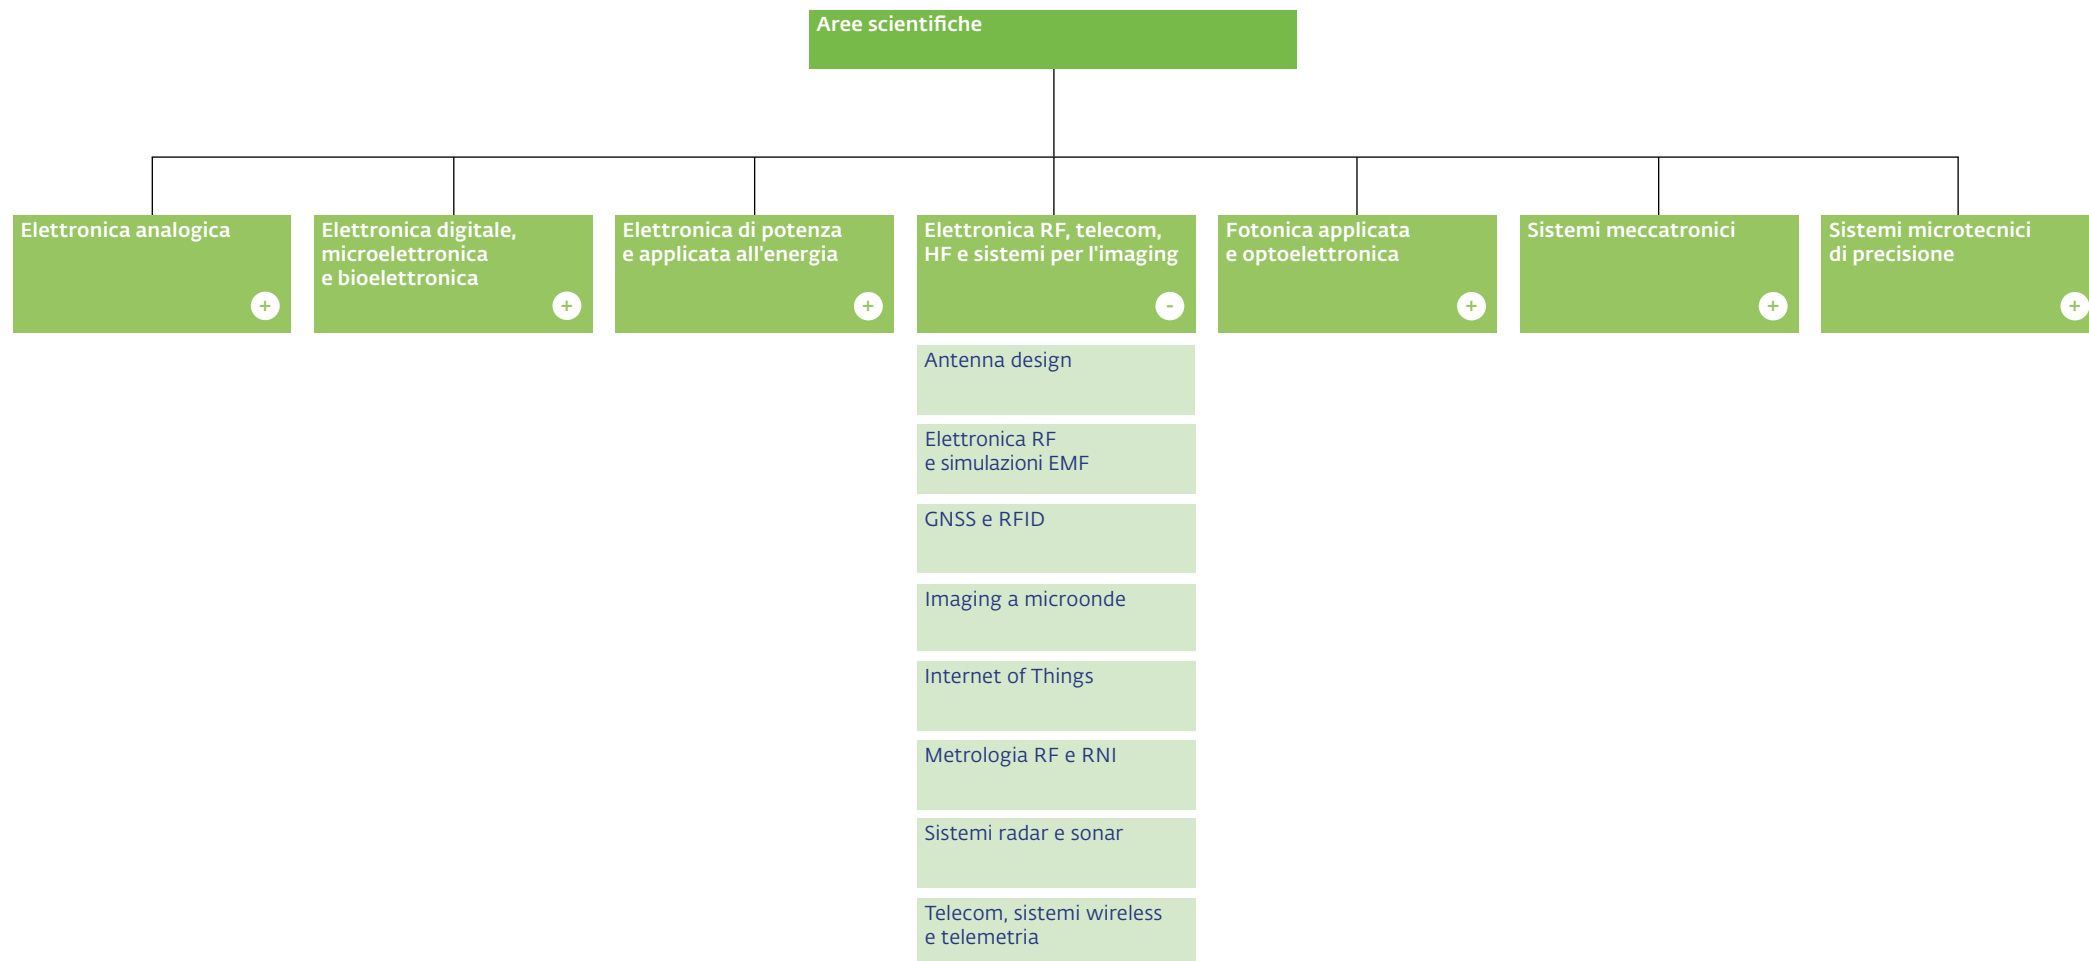 Aree scientifiche
Elettronica analogica
+
Elettronica digitale,
microelettronica
e bioelettronica
+
Elettronica di potenza
e applicata all'energia
+
Elettronica RF, telecom,
HF e sistemi per l'imaging
-
Fotonica applicata
e optoelettronica
+
Sistemi meccatronici
+
Sistemi microtecnici
di precisione
+
Antenna design
Elettronica RF
e simulazioni EMF
GNSS e RFID
Imaging a microonde
Internet of Things
Metrologia RF e RNI
Sistemi radar e sonar
Telecom, sistemi wireless
e telemetria